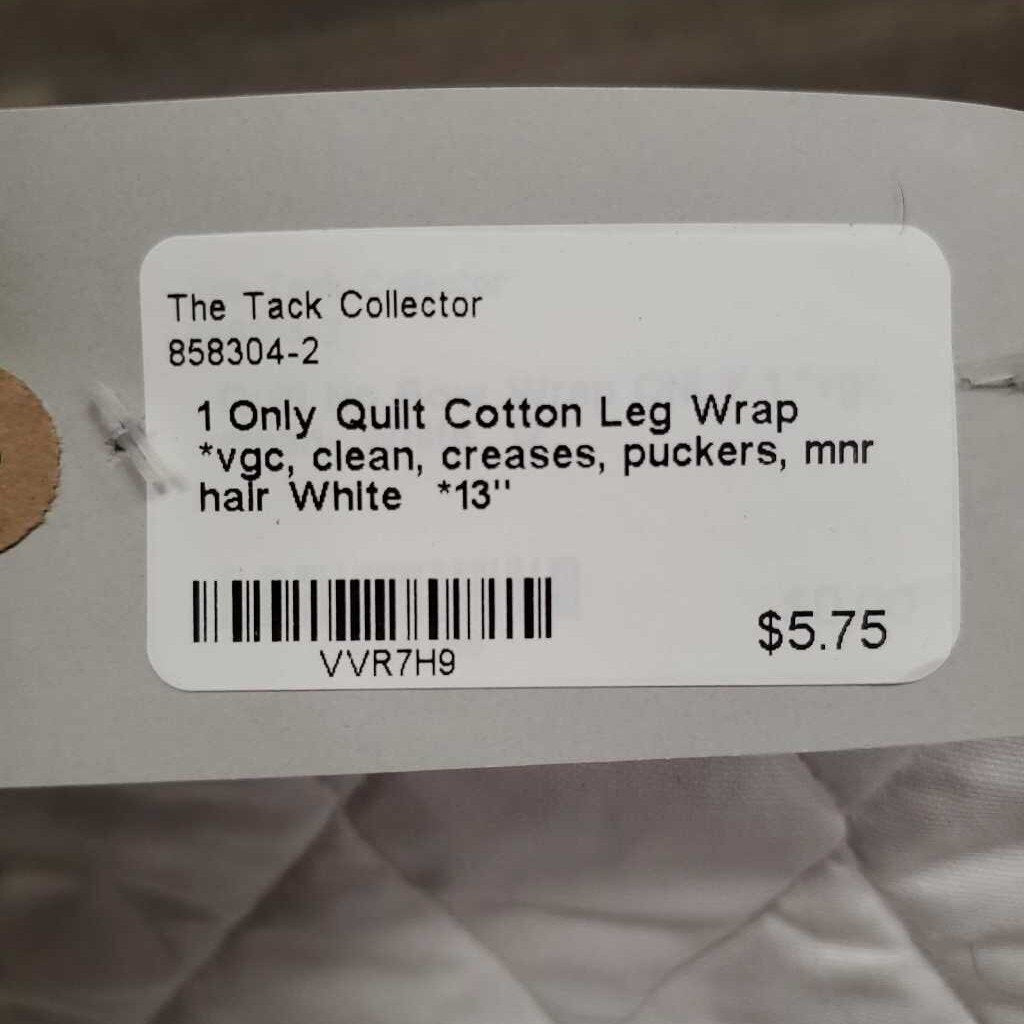 The Tack Collector
858304-2
1 Only Quilt Cotton Leg Wrap
*vgc, clean, creases, puckers, mnr
hair White *13"
VVR7H9
$5.75